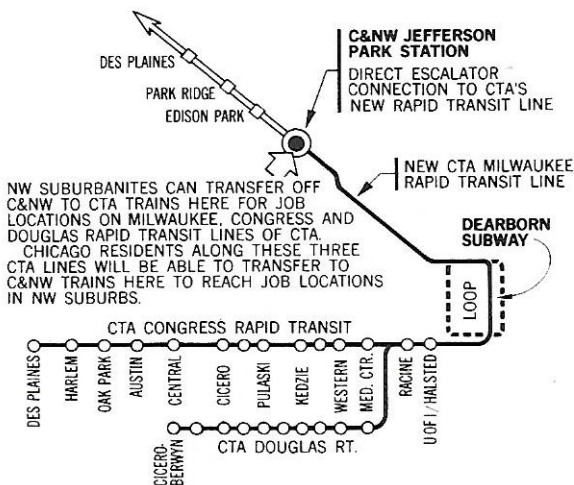 DES PLAINES
PARK RIDGE
EDISON PARK
C&NW JEFFERSON
PARK STATION
DIRECT ESCALATOR
CONNECTION TO CTA'S
NEW RAPID TRANSIT LINE
NEW CTA MILWAUKEE
RAPID TRANSIT LINE
NW SUBURBANITES CAN TRANSFER OFF
C&NW TO CTA TRAINS HERE FOR JOB
LOCATIONS ON MILWAUKEE, CONGRESS AND
DOUGLAS RAPID TRANSIT LINES OF CTA.
CHICAGO RESIDENTS ALONG THESE THREE
CTA LINES WILL BE ABLE TO TRANSFER TO
C&NW TRAINS HERE TO REACH JOB LOCATIONS
IN NW SUBURBS.
DEARBORN
SUBWAY
LOOP
CTA CONGRESS RAPID TRANSIT
DES PLAINES
HARLEM
OAK PARK
AUSTIN
CENTRAL
CICERO
PULASKI
KEDZIE
WESTERN
MED. CTR.
RACINE
U OF I/HALSTED
CTA DOUGLAS RT.
CICERO-
BERWYN